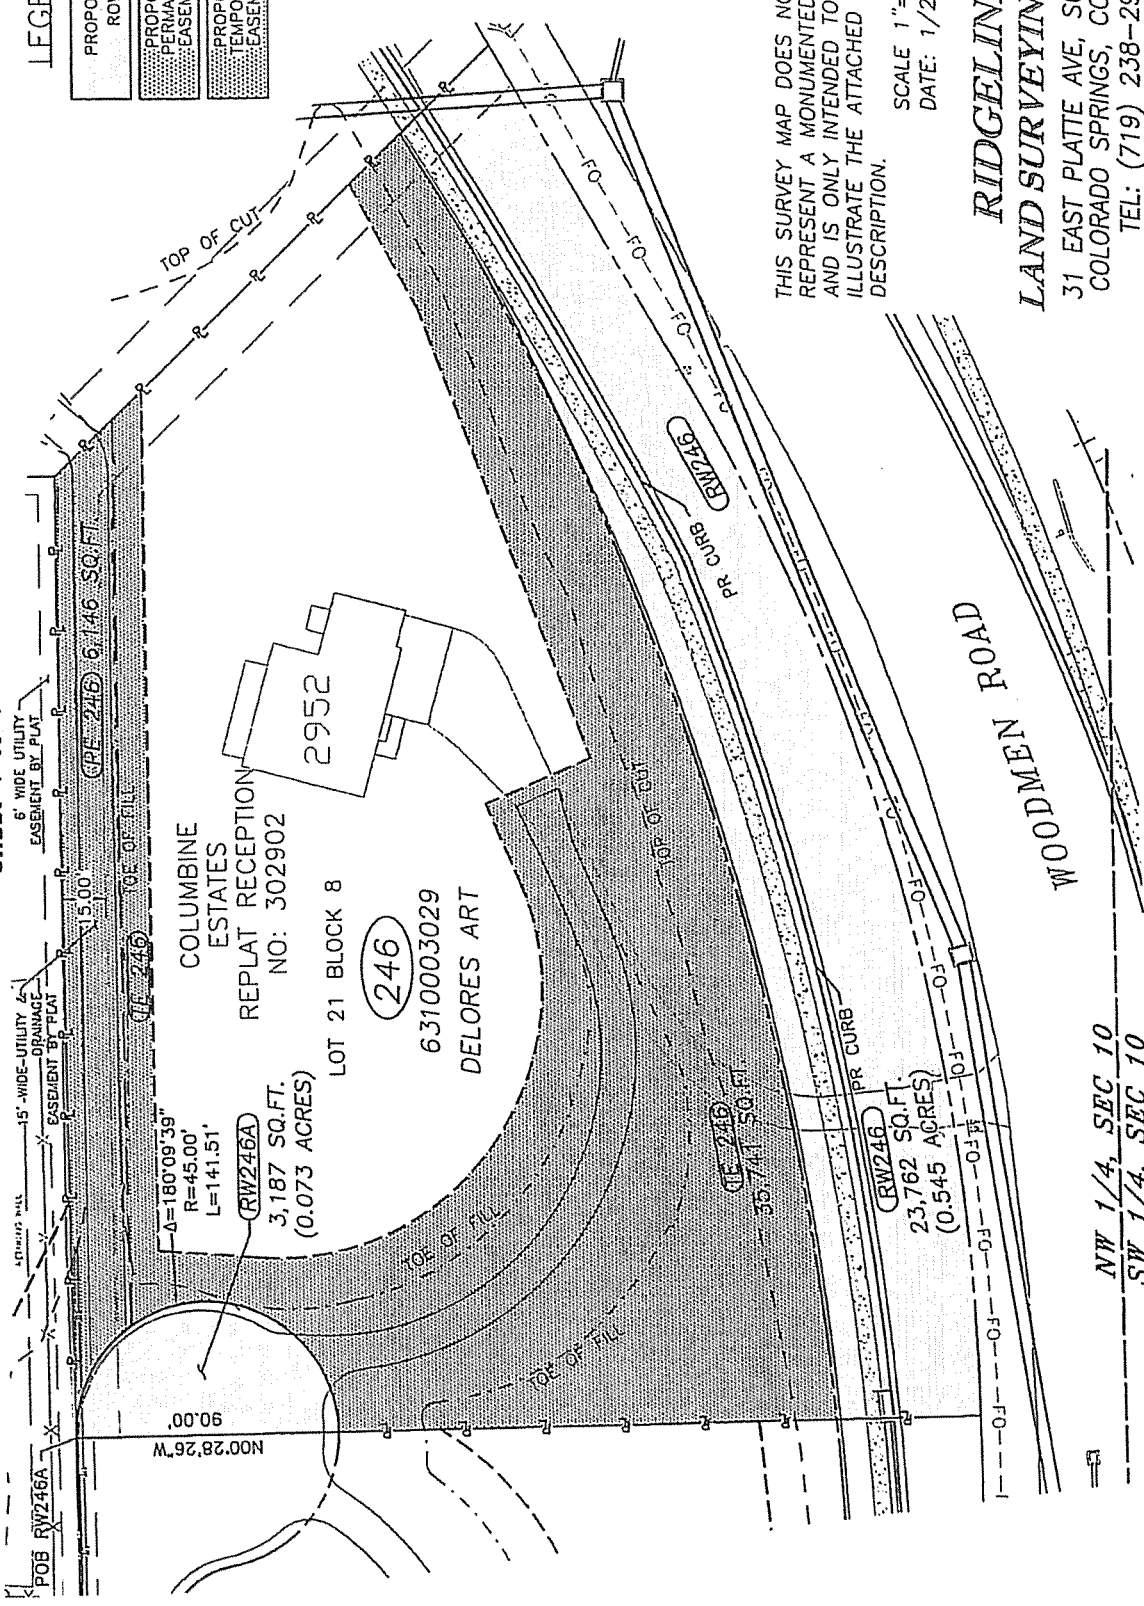 LEGE
PROPO
ROW
PROPO
PERMA
EASEM
PROPO
TEMPO
EASEM
TOP OF CUT
6' WIDE UTILITY
EASEMENT BY PLAT
15'-WIDE-UTILITY &
DRAINAGE
EASEMENT BY PLAT
PE 246 6,146 SQ.FT.
15.00'
TOE OF FILL
TE 246
POB RW246A
N00°28'26"W
90.00'
Δ=180°09'39"
R=45.00'
L=141.51'
RW246A
3,187 SQ.FT.
(0.073 ACRES)
COLUMBINE
ESTATES
REPLAT RECEPTION
NO: 302902
LOT 21 BLOCK 8
246
6310003029
DELORES ART
2952
TOE OF FILL
TOE OF FILL
TOP OF CUT
TE 246
35,741 SQ.FT.
PR CURB
RW246
PR CURB
RW246
23,762 SQ.FT.
(0.545 ACRES)
WOODMEN ROAD
NW 1/4, SEC 10
SW 1/4, SEC 10
THIS SURVEY MAP DOES NO
REPRESENT A MONUMENTED
AND IS ONLY INTENDED TO
ILLUSTRATE THE ATTACHED
DESCRIPTION.
SCALE 1"=
DATE: 1/2
RIDGELIN
LAND SURVEYIN
31 EAST PLATTE AVE, SU
COLORADO SPRINGS, CO
TEL: (719) 238-29